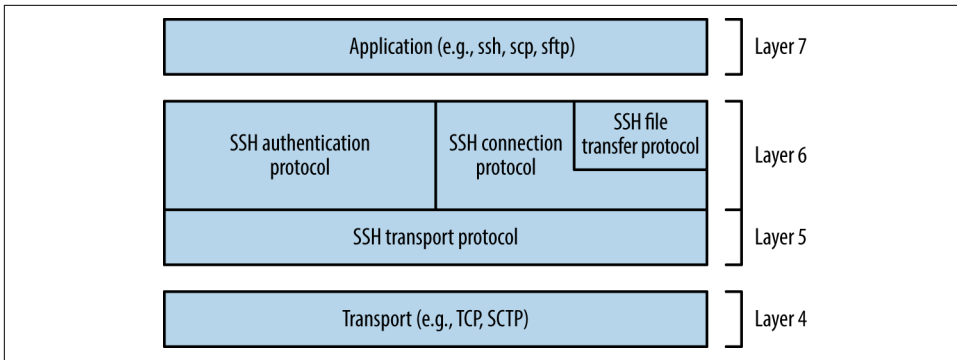 Application (e.g., ssh, scp, sftp)
Layer 7
SSH authentication
protocol
SSH connection
protocol
SSH file
transfer protocol
Layer 6
SSH transport protocol
Layer 5
Transport (e.g., TCP, SCTP)
Layer 4